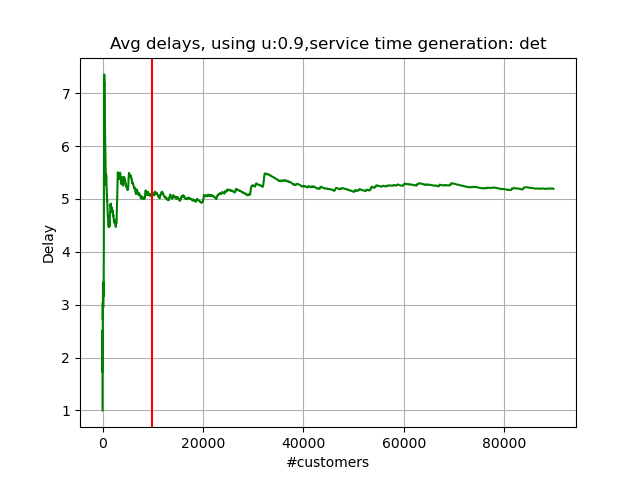 Avg delays, using u:0.9,service time generation: det
7
6
5
4
3
2
1
Delay
0 20000 40000 60000 80000
#customers